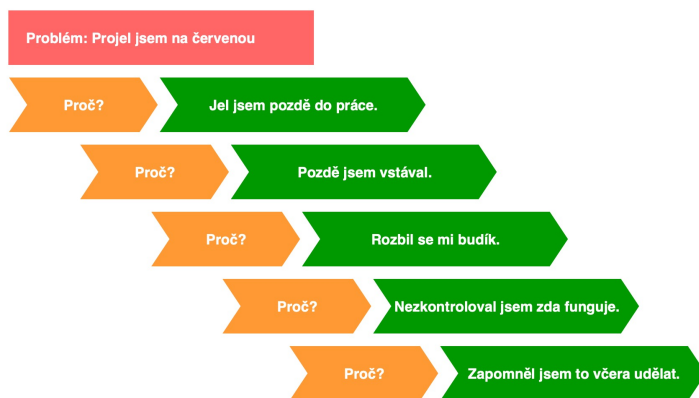 Problém: Projel jsem na červenou
Proč?
Jel jsem pozdě do práce.
Proč?
Pozdě jsem vstával.
Proč?
Rozbil se mi budík.
Proč?
Nezkontroloval jsem zda funguje.
Proč?
Zapomněl jsem to včera udělat.